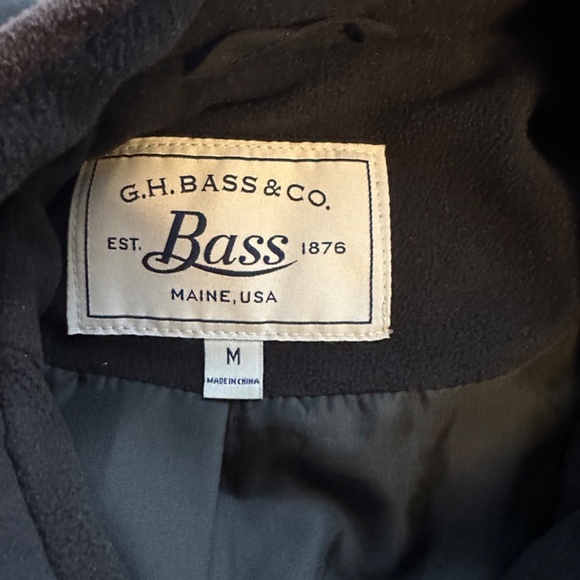 G.H.BASS & CO.
EST. Bass 1876
MAINE, USA
M
MADE IN CHINA